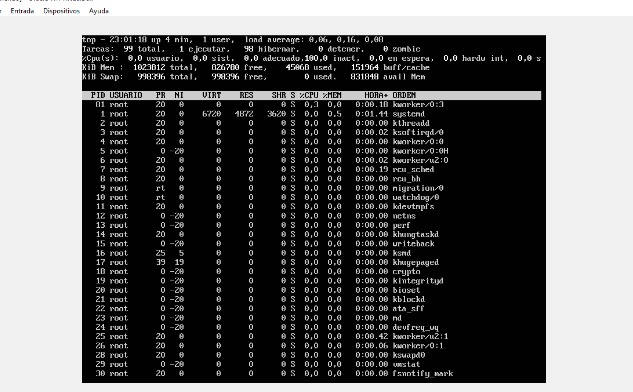 Entrada Dispositivos Ayuda
top - 23:01:18 up 4 min, 1 user, load average: 0,06, 0,16, 0,08
Tareas: 99 total, 1 ejecutar, 98 hibernar, 0 detener, 0 zombie
%Cpu(s): 0,0 usuario, 0,0 sist, 0,0 adecuado,100,0 inact, 0,0 en espera, 0,0 hardw int, 0,0 s
KiB Mem : 1023012 total, 826780 free, 45068 used, 151964 buff/cache
KiB Swap: 998396 total, 998396 free, 0 used. 831848 avail Mem
PID USUARIO PR NI VIRT RES SHR S %CPU %MEM HORA+ ORDEN
81 root 20 0 0 0 0 S 0,3 0,0 0:00.18 kworker/0:3
1 root 20 0 6720 4872 3620 S 0,0 0,5 0:01.44 systemd
2 root 20 0 0 0 0 S 0,0 0,0 0:00.00 kthreadd
3 root 20 0 0 0 0 S 0,0 0,0 0:00.02 ksoftirqd/0
4 root 20 0 0 0 0 S 0,0 0,0 0:00.00 kworker/0:0
5 root 0 -20 0 0 0 S 0,0 0,0 0:00.00 kworker/0:0H
6 root 20 0 0 0 0 S 0,0 0,0 0:00.02 kworker/u2:0
7 root 20 0 0 0 0 S 0,0 0,0 0:00.19 rcu_sched
8 root 20 0 0 0 0 S 0,0 0,0 0:00.00 rcu_bh
9 root rt 0 0 0 0 S 0,0 0,0 0:00.00 migration/0
10 root rt 0 0 0 0 S 0,0 0,0 0:00.00 watchdog/0
11 root 20 0 0 0 0 S 0,0 0,0 0:00.00 kdevtmpfs
12 root 0 -20 0 0 0 S 0,0 0,0 0:00.00 netns
13 root 0 -20 0 0 0 S 0,0 0,0 0:00.00 perf
14 root 20 0 0 0 0 S 0,0 0,0 0:00.00 khungtaskd
15 root 0 -20 0 0 0 S 0,0 0,0 0:00.00 writeback
16 root 25 5 0 0 0 S 0,0 0,0 0:00.00 ksmd
17 root 39 19 0 0 0 S 0,0 0,0 0:00.00 khugepaged
18 root 0 -20 0 0 0 S 0,0 0,0 0:00.00 crypto
19 root 0 -20 0 0 0 S 0,0 0,0 0:00.00 kintegrityd
20 root 0 -20 0 0 0 S 0,0 0,0 0:00.00 bioset
21 root 0 -20 0 0 0 S 0,0 0,0 0:00.00 kblockd
22 root 0 -20 0 0 0 S 0,0 0,0 0:00.00 ata_sff
23 root 0 -20 0 0 0 S 0,0 0,0 0:00.00 md
24 root 0 -20 0 0 0 S 0,0 0,0 0:00.00 devfreq_wq
25 root 20 0 0 0 0 S 0,0 0,0 0:00.42 kworker/u2:1
26 root 20 0 0 0 0 S 0,0 0,0 0:00.06 kworker/0:1
28 root 20 0 0 0 0 S 0,0 0,0 0:00.00 kswapd0
29 root 0 -20 0 0 0 S 0,0 0,0 0:00.00 vmstat
30 root 20 0 0 0 0 S 0,0 0,0 0:00.00 fsnotify_mark